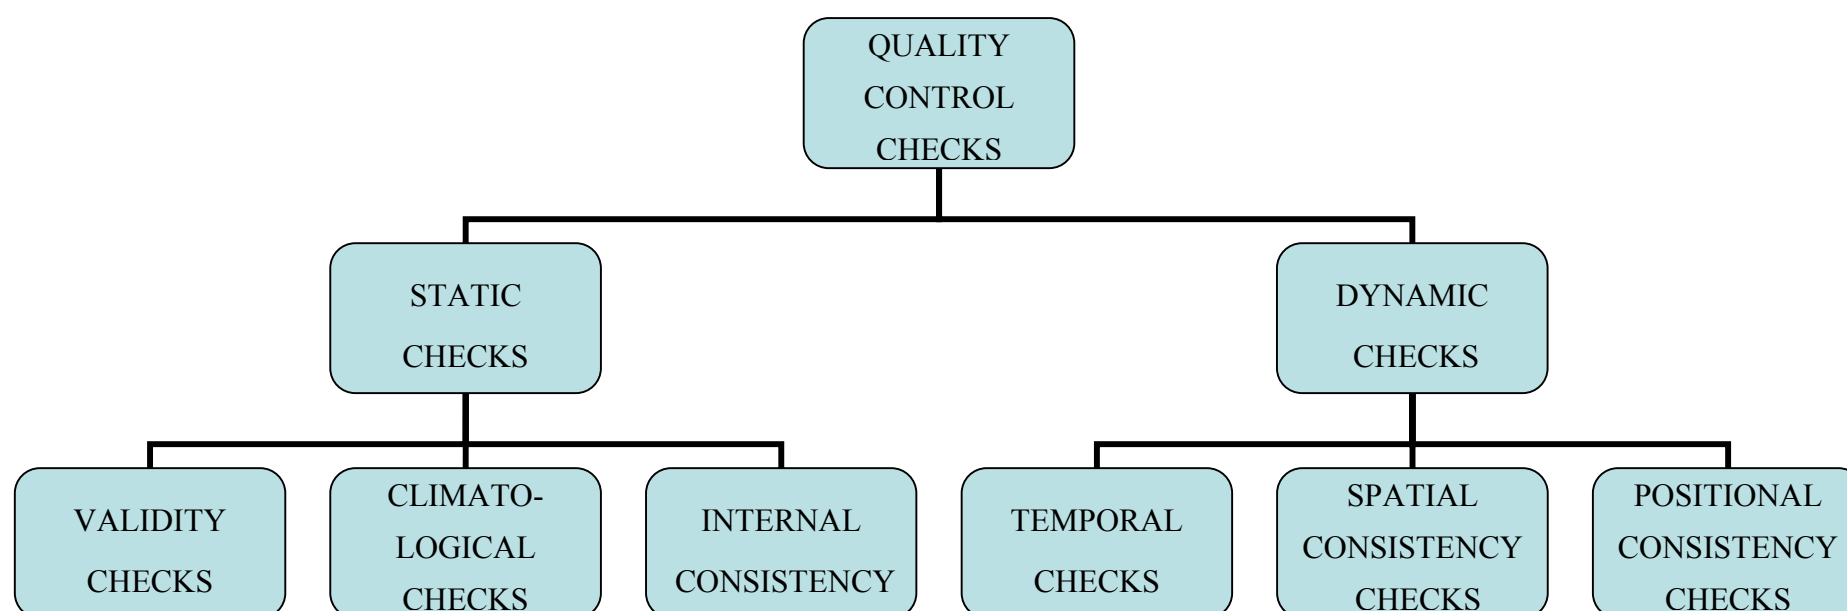 QUALITY
CONTROL
CHECKS
STATIC
CHECKS
DYNAMIC
CHECKS
VALIDITY
CHECKS
CLIMATO-
LOGICAL
CHECKS
INTERNAL
CONSISTENCY
TEMPORAL
CHECKS
SPATIAL
CONSISTENCY
CHECKS
POSITIONAL
CONSISTENCY
CHECKS